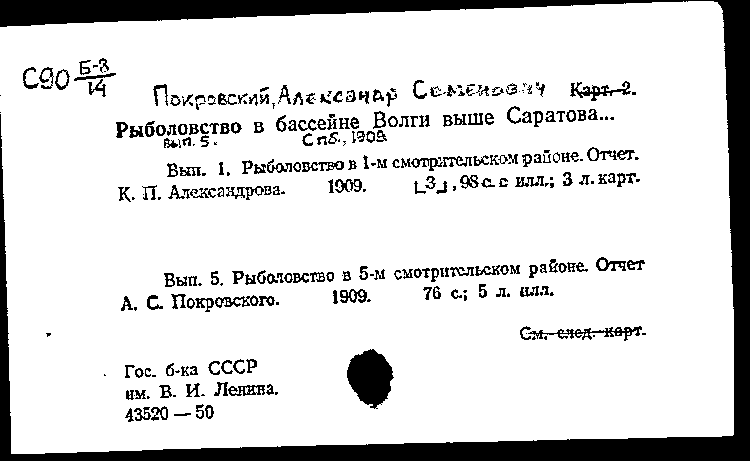 С90 Б-8/14
Покровский, Александр Семенович Карт. 2.
Рыболовство в бассейне Волги выше Саратова...
Вып. 5. Спб., 1909.
Вып. 1. Рыболовство в 1-м смотрительском районе. Отчет.
К. П. Александрова. 1909. [3], 98 с. с илл.; 3 л. карт.
Вып. 5. Рыболовство в 5-м смотрительском районе. Отчет
А. С. Покровского. 1909. 76 с.; 5 л. илл.
См. след. карт.
Гос. б-ка СССР
им. В. И. Ленина.
43520 — 50